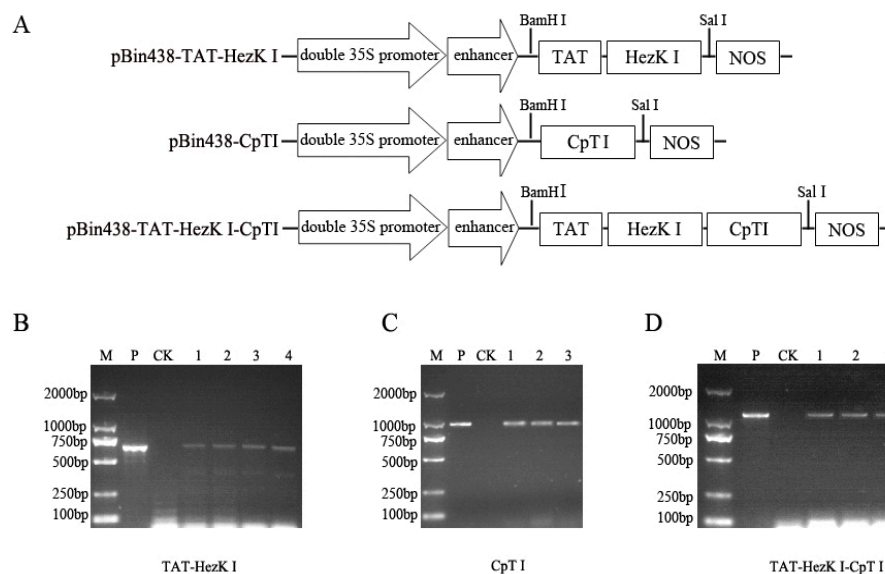 A
BamH I
Sal I
pBin438-TAT-HezK I
double 35S promoter
enhancer
TAT
HezK I
NOS
BamH I
Sal I
pBin438-CpTI
double 35S promoter
enhancer
CpT I
NOS
BamH I
Sal I
pBin438-TAT-HezK I-CpTI
double 35S promoter
enhancer
TAT
HezK I
CpTI
NOS
B
M P CK 1 2 3 4
2000bp
1000bp
750bp
500bp
250bp
100bp
TAT-HezK I
C
M P CK 1 2 3
2000bp
1000bp
750bp
500bp
250bp
100bp
CpT I
D
M P CK 1 2
2000bp
1000bp
750bp
500bp
250bp
100bp
TAT-HezK I-CpT I